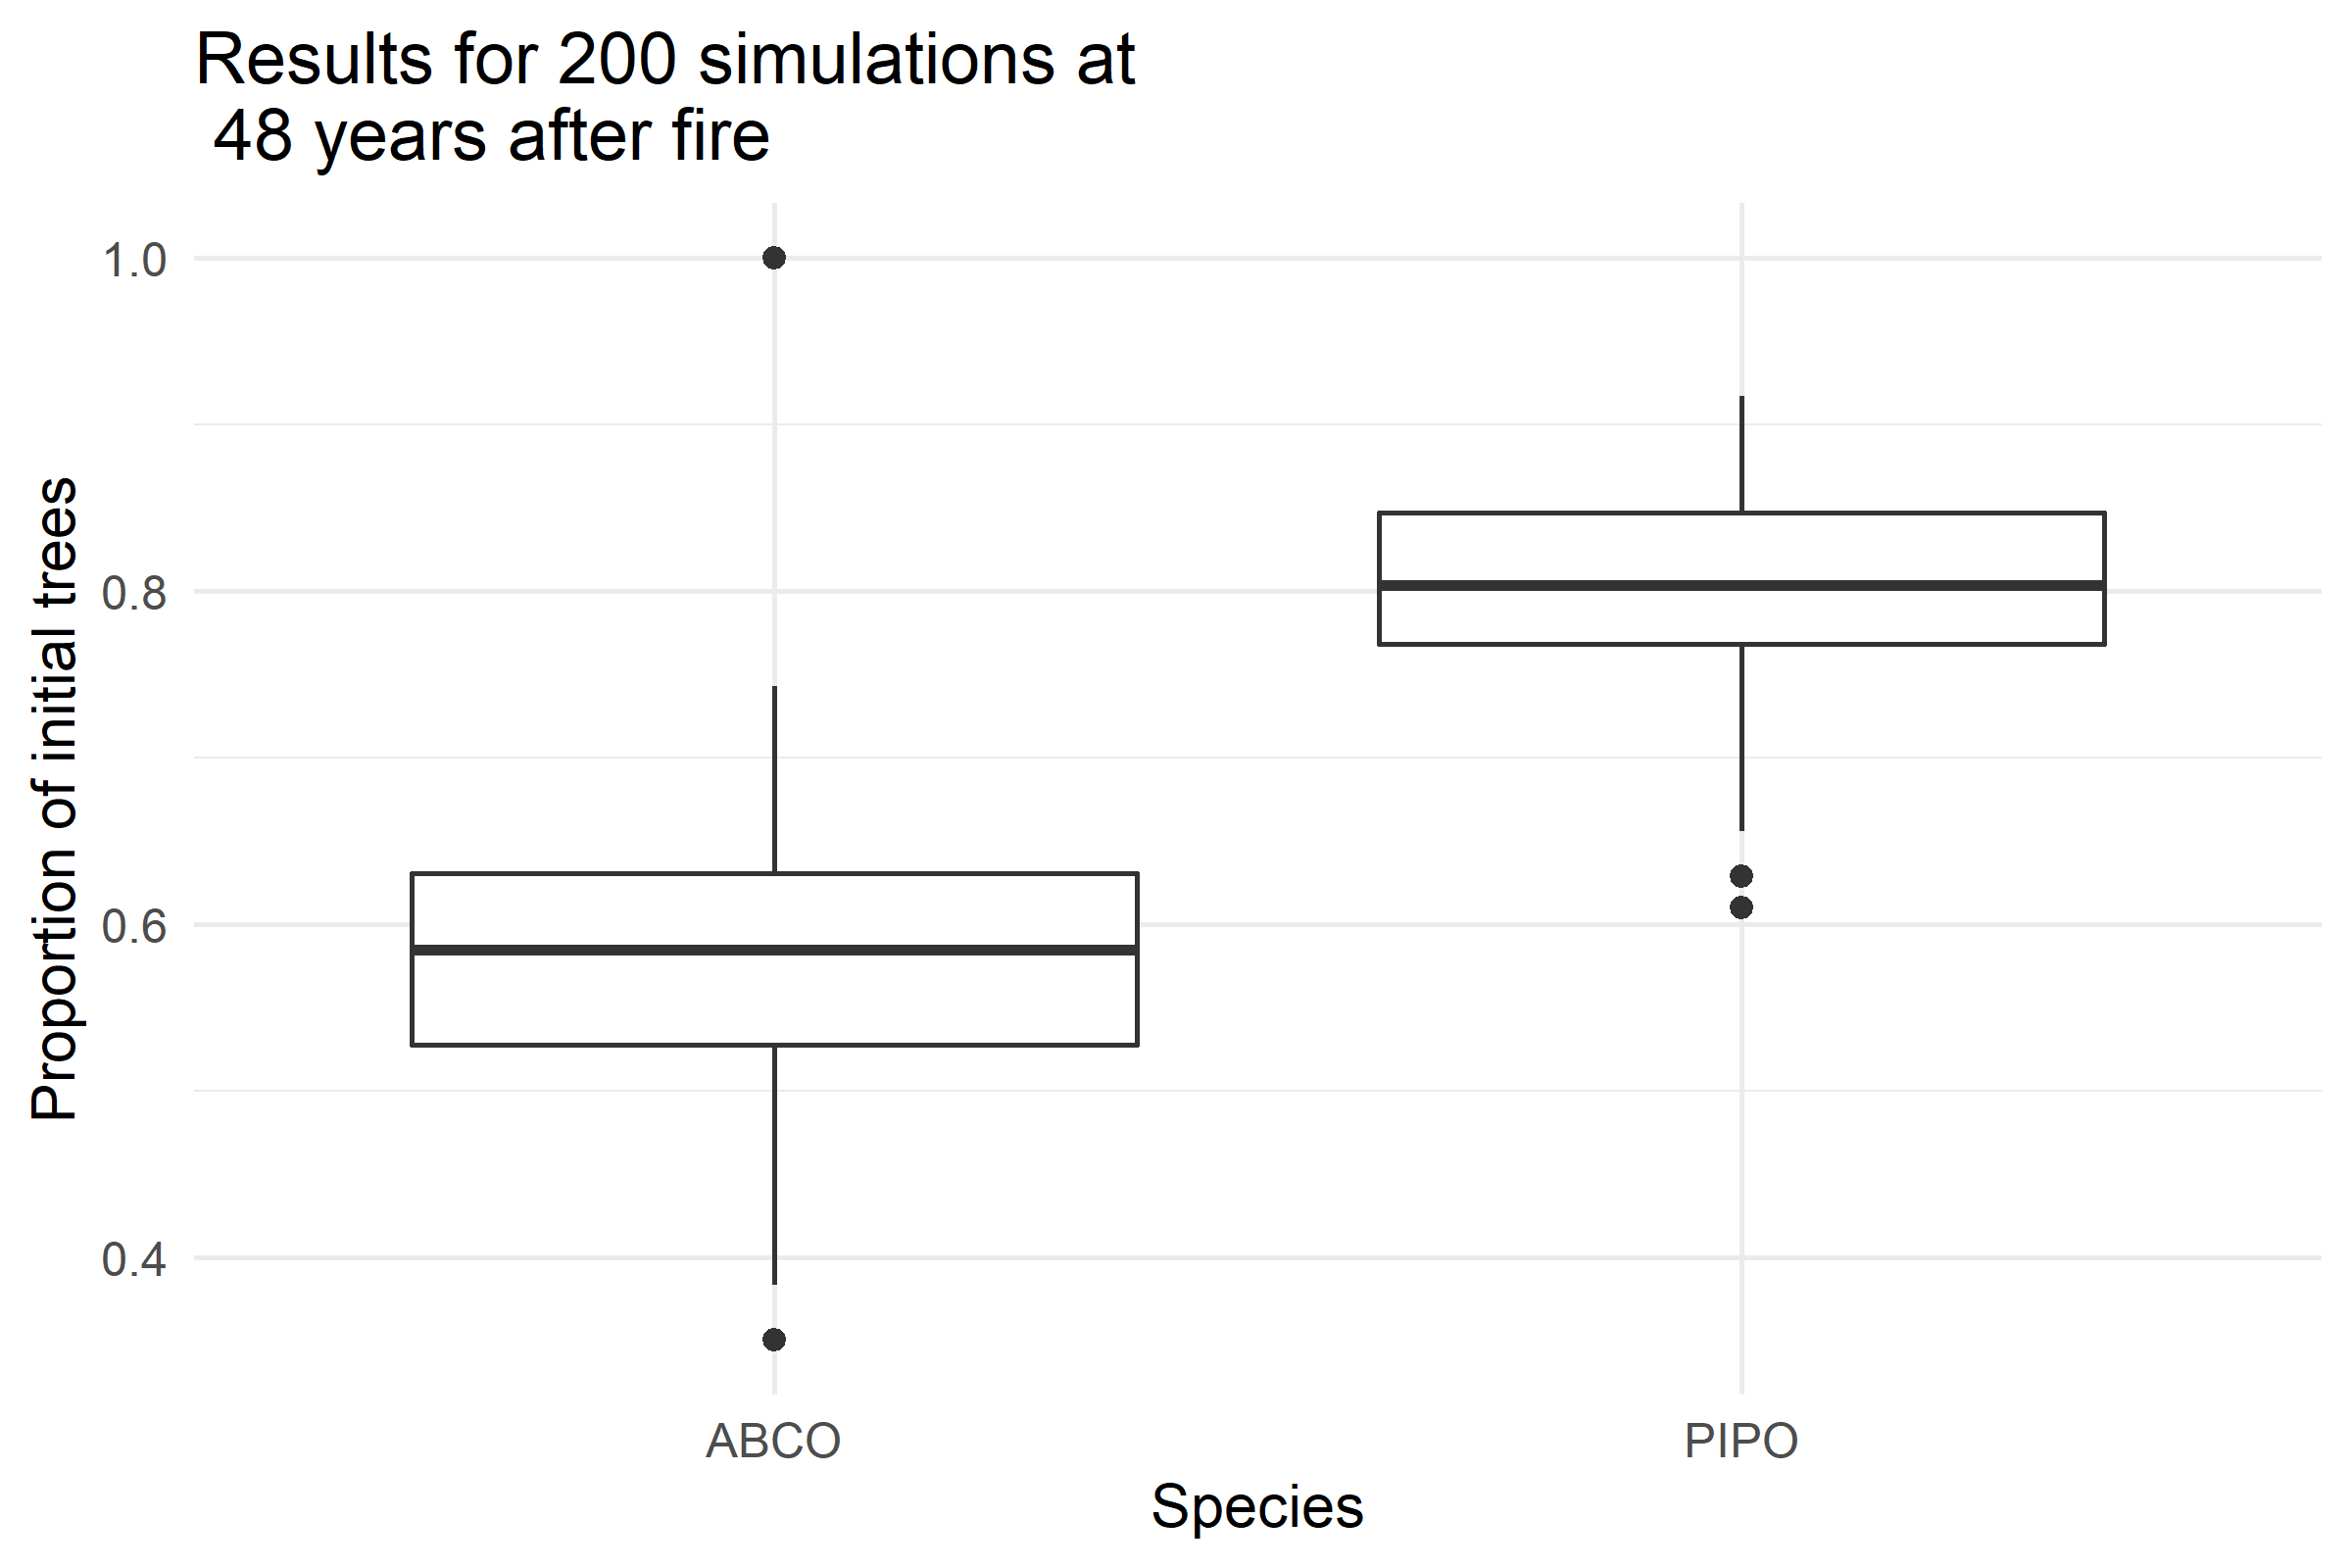 Results for 200 simulations at
48 years after fire
Proportion of initial trees
1.0
0.8
0.6
0.4
ABCO
PIPO
Species